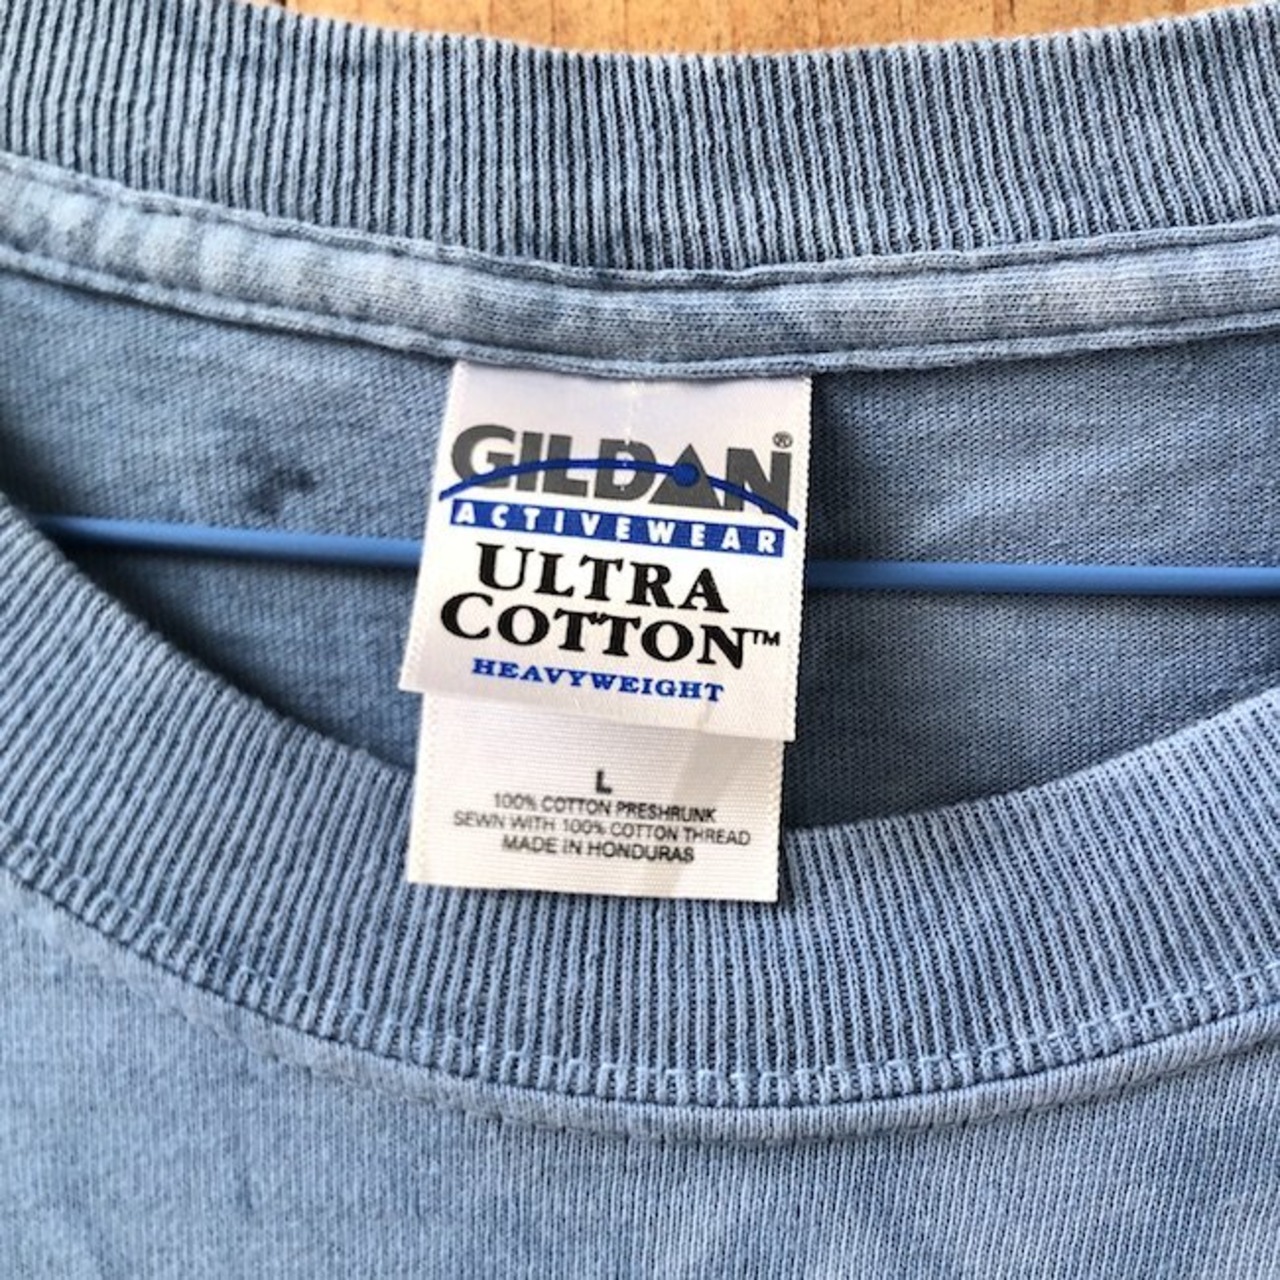 GILDAN®
ACTIVEWEAR
ULTRA
COTTON™
HEAVYWEIGHT
L
100% COTTON PRESHRUNK
SEWN WITH 100% COTTON THREAD
MADE IN HONDURAS